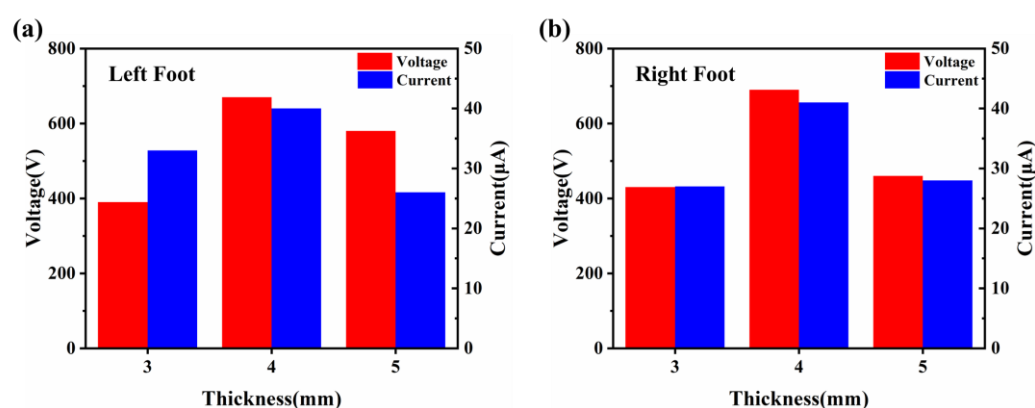 (a)
Left Foot
Voltage
Current
800
600
400
200
0
Voltage(V)
50
40
30
20
10
0
Current(μA)
3 4 5
Thickness(mm)
(b)
Right Foot
Voltage
Current
800
600
400
200
0
Voltage(V)
50
40
30
20
10
0
Current(μA)
3 4 5
Thickness(mm)